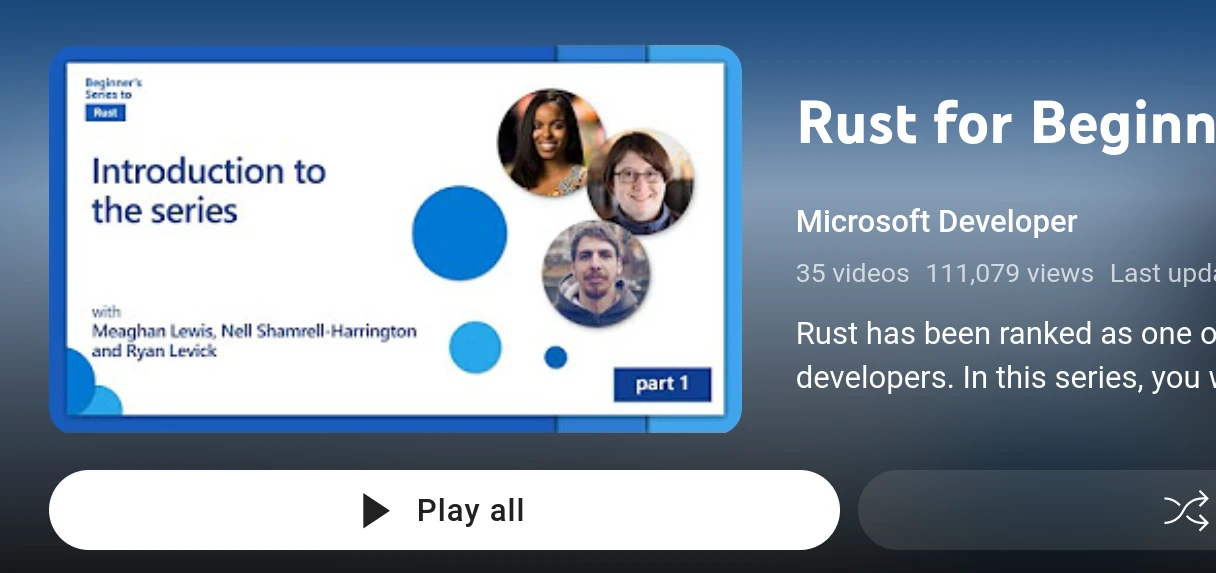 Beginner's
Series to
Rust
Introduction to
the series
with
Meaghan Lewis, Nell Shamrell-Harrington
and Ryan Levick
part 1
Rust for Beginn
Microsoft Developer
35 videos 111,079 views Last upda
Rust has been ranked as one o
developers. In this series, you w
Play all